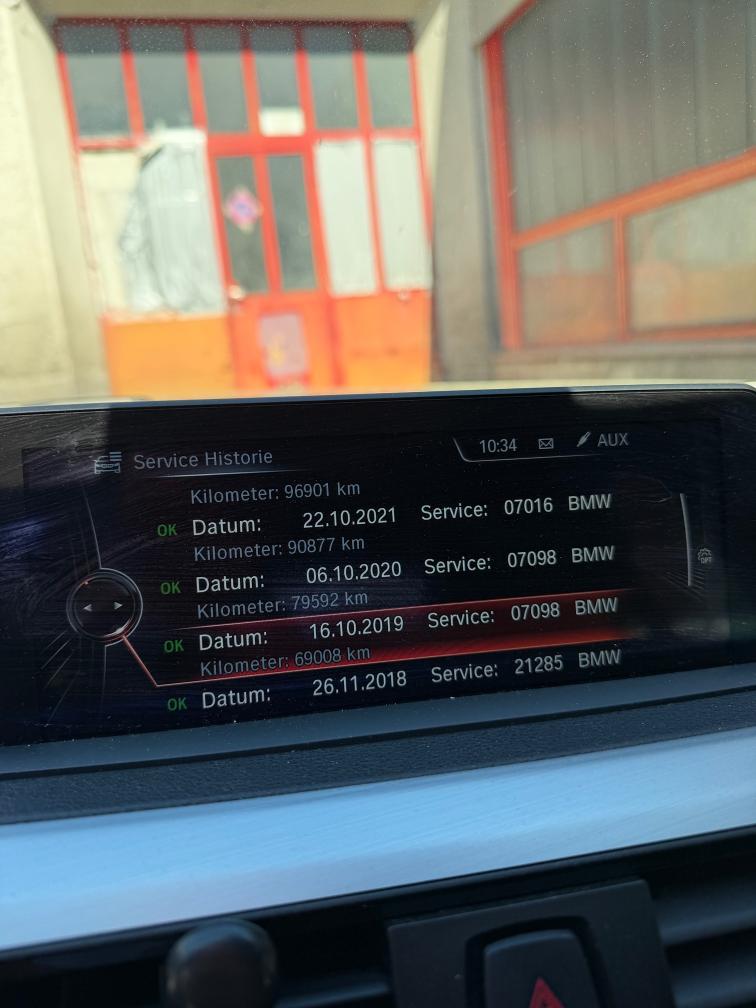 Service Historie 10:34 AUX
Kilometer: 96901 km
OK Datum: 22.10.2021 Service: 07016 BMW
Kilometer: 90877 km
OK Datum: 06.10.2020 Service: 07098 BMW
Kilometer: 79592 km
OK Datum: 16.10.2019 Service: 07098 BMW
Kilometer: 69008 km
OK Datum: 26.11.2018 Service: 21285 BMW
OPT